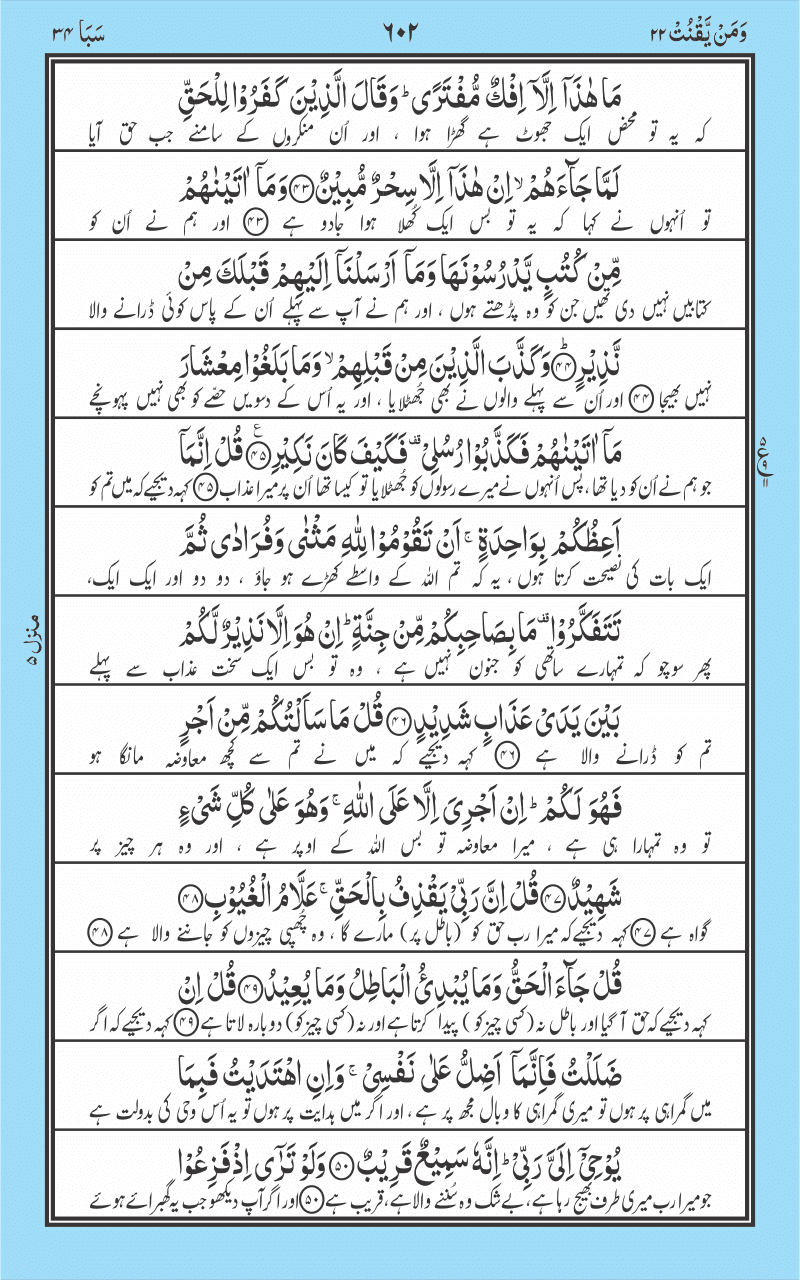 وَمَنْ يَّقْنُتْ ٢٢ ٦٠٢ سَبَا ٣٤
مَا هٰذَاۤ اِلَّاۤ اِفْكٌ مُّفْتَرًى ؕ وَقَالَ الَّذِيْنَ كَفَرُوْا لِلْحَقِّ
کہ یہ تو محض ایک جھوٹ ہے گھڑا ہوا ، اور اُن منکروں کے سامنے جب حق آیا
لَمَّا جَآءَهُمْ ۙ اِنْ هٰذَاۤ اِلَّا سِحْرٌ مُّبِيْنٌ ﴿٤٣﴾ وَمَاۤ اٰتَيْنٰهُمْ
تو اُنہوں نے کہا کہ یہ تو بس ایک کُھلا ہوا جادو ہے ﴿۴۳﴾ اور ہم نے اُن کو
مِّنْ كُتُبٍ يَّدْرُسُوْنَهَا وَمَاۤ اَرْسَلْنَاۤ اِلَيْهِمْ قَبْلَكَ مِنْ
کتابیں نہیں دی تھیں جن کو وہ پڑھتے ہوں ، اور ہم نے آپ سے پہلے اُن کے پاس کوئی ڈرانے والا
نَّذِيْرٍ ؕ﴿٤٤﴾ وَكَذَّبَ الَّذِيْنَ مِنْ قَبْلِهِمْ ۙ وَمَا بَلَغُوْا مِعْشَارَ
نہیں بھیجا ﴿۴۴﴾ اور اُن سے پہلے والوں نے بھی جُھٹلایا ، اور یہ اُس کے دسویں حصّے کو بھی نہیں پہونچے
مَاۤ اٰتَيْنٰهُمْ فَكَذَّبُوْا رُسُلِيْ ۟ فَكَيْفَ كَانَ نَكِيْرِ ﴿٤٥﴾ ع قُلْ اِنَّمَاۤ
جو ہم نے اُن کو دیا تھا، پس اُنہوں نے میرے رسولوں کو جُھٹلایا تو کیسا تھا اُن پر میرا عذاب ﴿۴۵﴾ کہہ دیجیے کہ میں تم کو
اَعِظُكُمْ بِوَاحِدَةٍ ۚ اَنْ تَقُوْمُوْا لِلّٰهِ مَثْنٰى وَفُرَادٰى ثُمَّ
ایک بات کی نصیحت کرتا ہوں ، یہ کہ تم اللہ کے واسطے کھڑے ہو جاؤ ، دو دو اور ایک ایک،
تَتَفَكَّرُوْا ۟ مَا بِصَاحِبِكُمْ مِّنْ جِنَّةٍ ؕ اِنْ هُوَ اِلَّا نَذِيْرٌ لَّكُمْ
پھر سوچو کہ تمہارے ساتھی کو جنون نہیں ہے ، وہ تو بس ایک سخت عذاب سے پہلے
منزل ۵
بَيْنَ يَدَيْ عَذَابٍ شَدِيْدٍ ﴿٤٦﴾ قُلْ مَا سَاَلْتُكُمْ مِّنْ اَجْرٍ
تم کو ڈرانے والا ہے ﴿۴۶﴾ کہہ دیجیے کہ میں نے تم سے کچھ معاوضہ مانگا ہو
فَهُوَ لَكُمْ ؕ اِنْ اَجْرِيَ اِلَّا عَلَى اللّٰهِ ۚ وَهُوَ عَلٰى كُلِّ شَيْءٍ
تو وہ تمہارا ہی ہے ، میرا معاوضہ تو بس اللہ کے اوپر ہے ، اور وہ ہر چیز پر
شَهِيْدٌ ﴿٤٧﴾ قُلْ اِنَّ رَبِّيْ يَقْذِفُ بِالْحَقِّ ۚ عَلَّامُ الْغُيُوْبِ ﴿٤٨﴾
گواہ ہے ﴿۴۷﴾ کہہ دیجیے کہ میرا رب حق کو (باطل پر) مارے گا ، وہ چُھپی چیزوں کو جاننے والا ہے ﴿۴۸﴾
قُلْ جَآءَ الْحَقُّ وَمَا يُبْدِئُ الْبَاطِلُ وَمَا يُعِيْدُ ﴿٤٩﴾ قُلْ اِنْ
کہہ دیجیے کہ حق آ گیا اور باطل نہ (کسی چیز کو ) پیدا کرتا ہے اور نہ (کسی چیز کو) دوبارہ لاتا ہے ﴿۴۹﴾ کہہ دیجیے کہ اگر
ضَلَلْتُ فَاِنَّمَاۤ اَضِلُّ عَلٰى نَفْسِيْ ۚ وَاِنِ اهْتَدَيْتُ فَبِمَا
میں گمراہی پر ہوں تو میری گمراہی کا وبال مجھ پر ہے ، اور اگر میں ہدایت پر ہوں تو یہ اُس وحی کی بدولت ہے
يُوْحِيْۤ اِلَيَّ رَبِّيْ ؕ اِنَّهٗ سَمِيْعٌ قَرِيْبٌ ﴿٥٠﴾ وَلَوْ تَرٰٓى اِذْ فَزِعُوْا
جو میرا رب میری طرف بھیج رہا ہے، بے شک وہ سُننے والا ہے، قریب ہے ﴿۵۰﴾ اور اگر آپ دیکھو جب یہ گھبرائے ہوئے